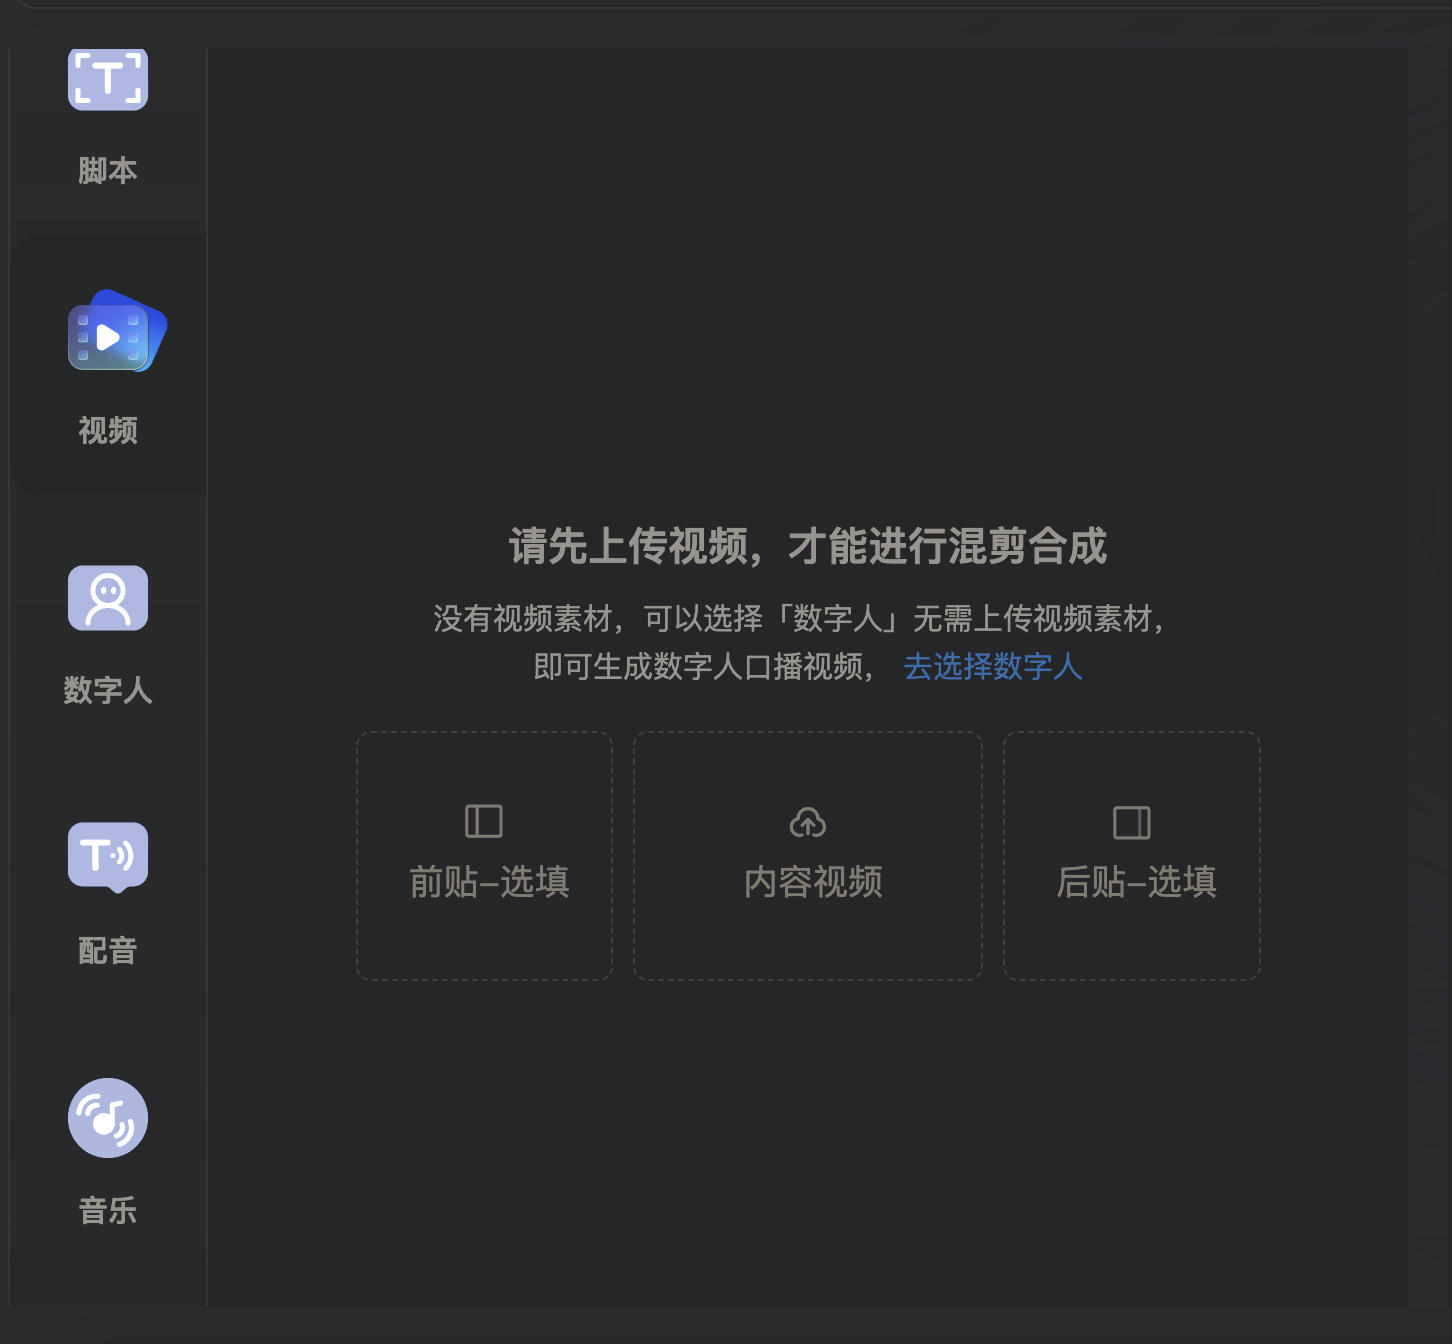 脚本
视频
数字人
配音
音乐
请先上传视频，才能进行混剪合成
没有视频素材，可以选择「数字人」无需上传视频素材，
即可生成数字人口播视频， 去选择数字人
前贴-选填
内容视频
后贴-选填